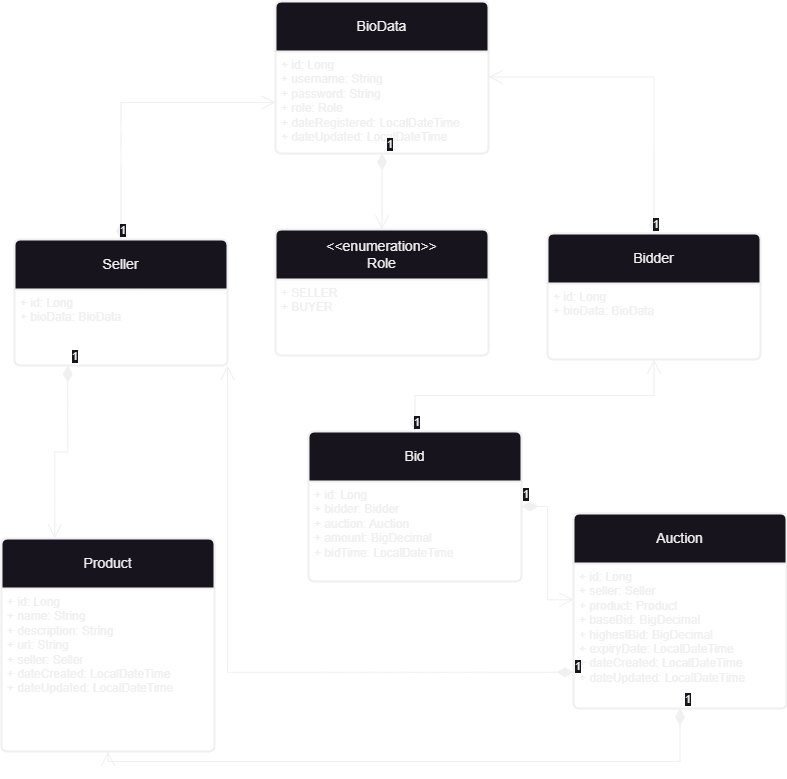 BioData
+ id: Long
+ username: String
+ password: String
+ role: Role
+ dateRegistered: LocalDateTime
+ dateUpdated: LocalDateTime
1
1
1
Seller
+ id: Long
+ bioData: BioData
1
<<enumeration>>
Role
+ SELLER
+ BUYER
Bidder
+ id: Long
+ bioData: BioData
1
Bid
+ id: Long
+ bidder: Bidder
+ auction: Auction
+ amount: BigDecimal
+ bidTime: LocalDateTime
1
Product
+ id: Long
+ name: String
+ description: String
+ url: String
+ seller: Seller
+ dateCreated: LocalDateTime
+ dateUpdated: LocalDateTime
Auction
+ id: Long
+ seller: Seller
+ product: Product
+ baseBid: BigDecimal
+ highestBid: BigDecimal
+ expiryDate: LocalDateTime
dateCreated: LocalDateTime
+ dateUpdated: LocalDateTime
1
1